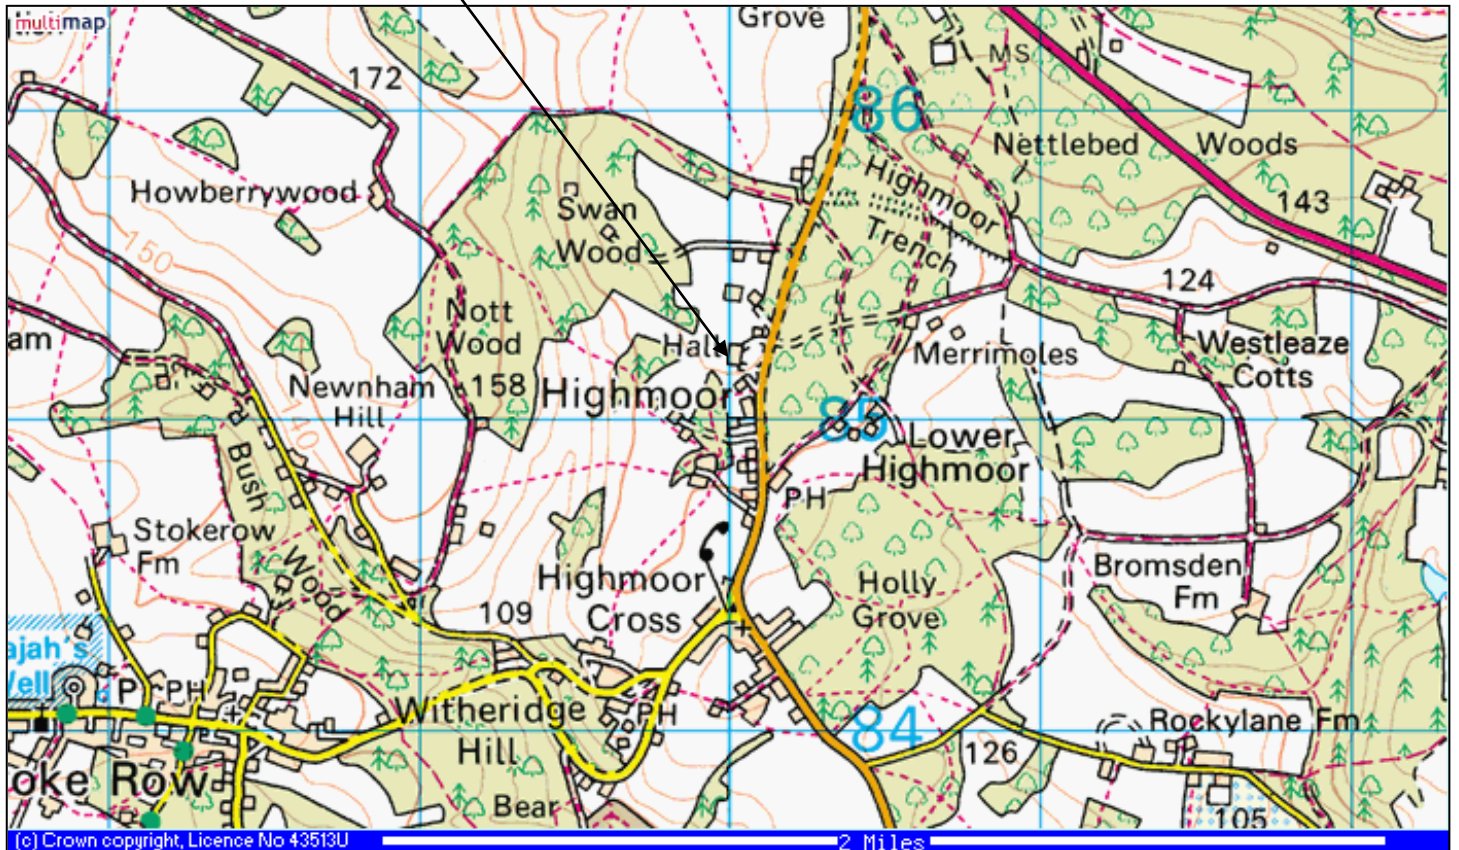 multimap
Grove
MS
172
86
Nettlebed Woods
Highmoor
Trench
143
Howberrywood
Swan
Wood
150
124
Nott
Wood
Hall
am
Merrimoles
Westleaze
Cotts
Newnham
Hill
158
Highmoor
140
85
Lower
Highmoor
Bush
Wood
PH
Stokerow
Fm
Highmoor
Cross
Holly
Grove
Bromsden
Fm
109
ajah's
Well
P
PH
Witheridge
Hill
PH
84
Rockylane Fm
126
oke Row
Bear
105
(c) Crown copyright, Licence No 43513U
2 Miles